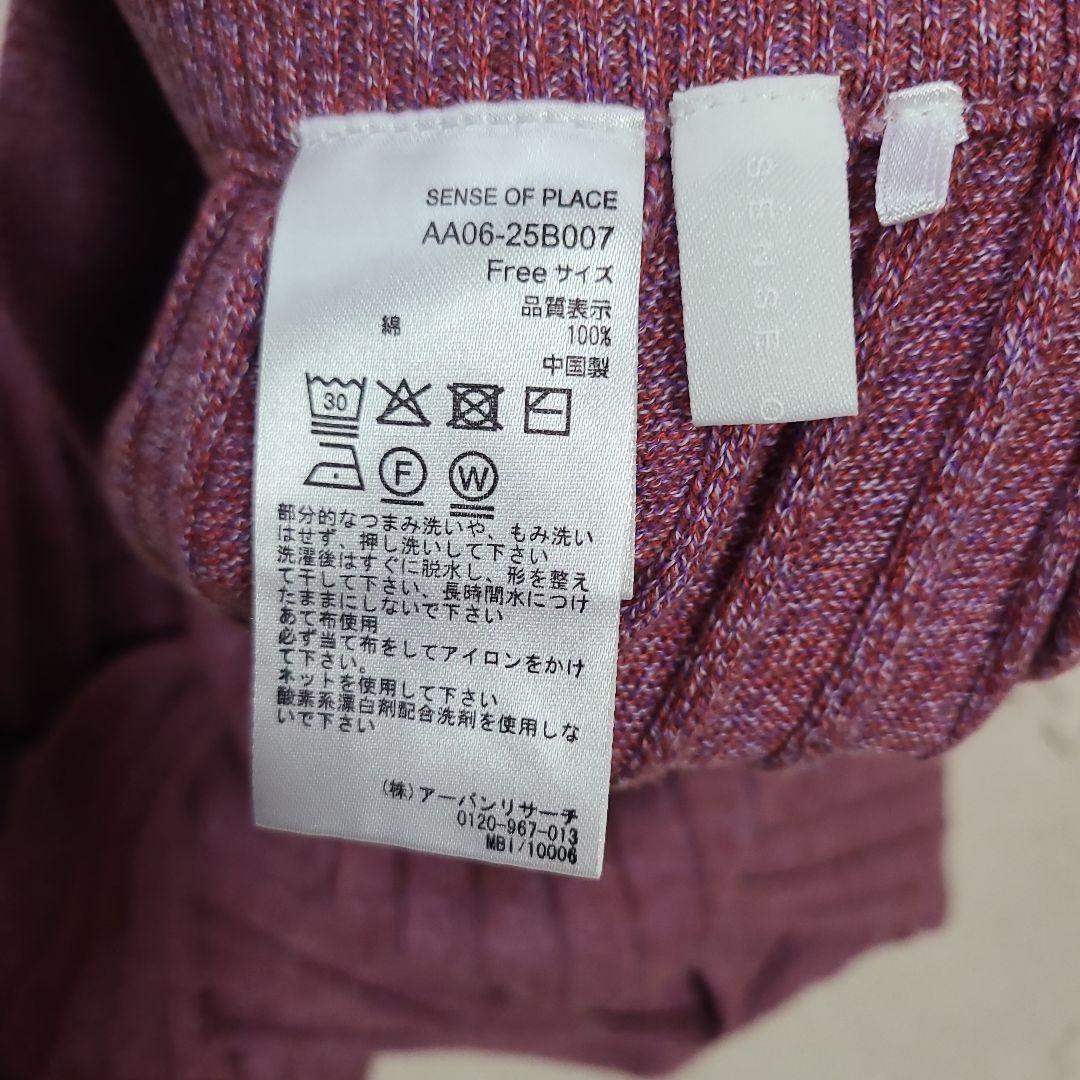 SENSE OF PLACE
AA06-25B007
Free サイズ
品質表示
綿 100%
中国製
30
F W
部分的なつまみ洗いや、もみ洗い
はせず、押し洗いして下さい
洗濯後はすぐに脱水し、形を整え
て干して下さい、長時間水につけ
たままにしないで下さい
あて布使用
必ず当て布をしてアイロンをかけ
て下さい。
ネットを使用して下さい
酸素系漂白剤配合洗剤を使用しな
いで下さい
(株)アーバンリサーチ
0120-967-013
MBI/10006
SENSE O